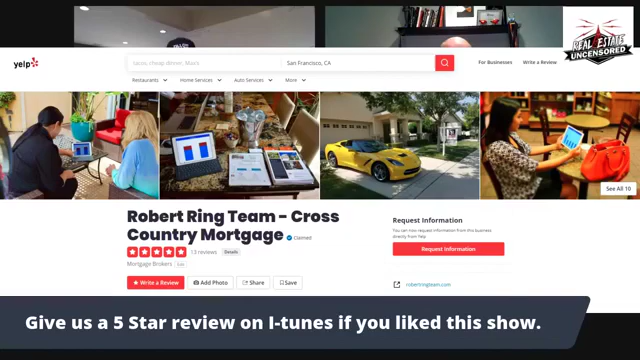 REAL ESTATE
UNCENSORED
yelp
tacos, cheap dinner, Max's
San Francisco, CA
For Businesses
Write a Review
Restaurants
Home Services
Auto Services
More
See All 10
Robert Ring Team - Cross
Country Mortgage
Claimed
13 reviews
Details
Mortgage Brokers
Edit
Write a Review
Add Photo
Share
Save
Request Information
You can now request information from this business
directly from Yelp
Request Information
robertringteam.com
Give us a 5 Star review on I-tunes if you liked this show.